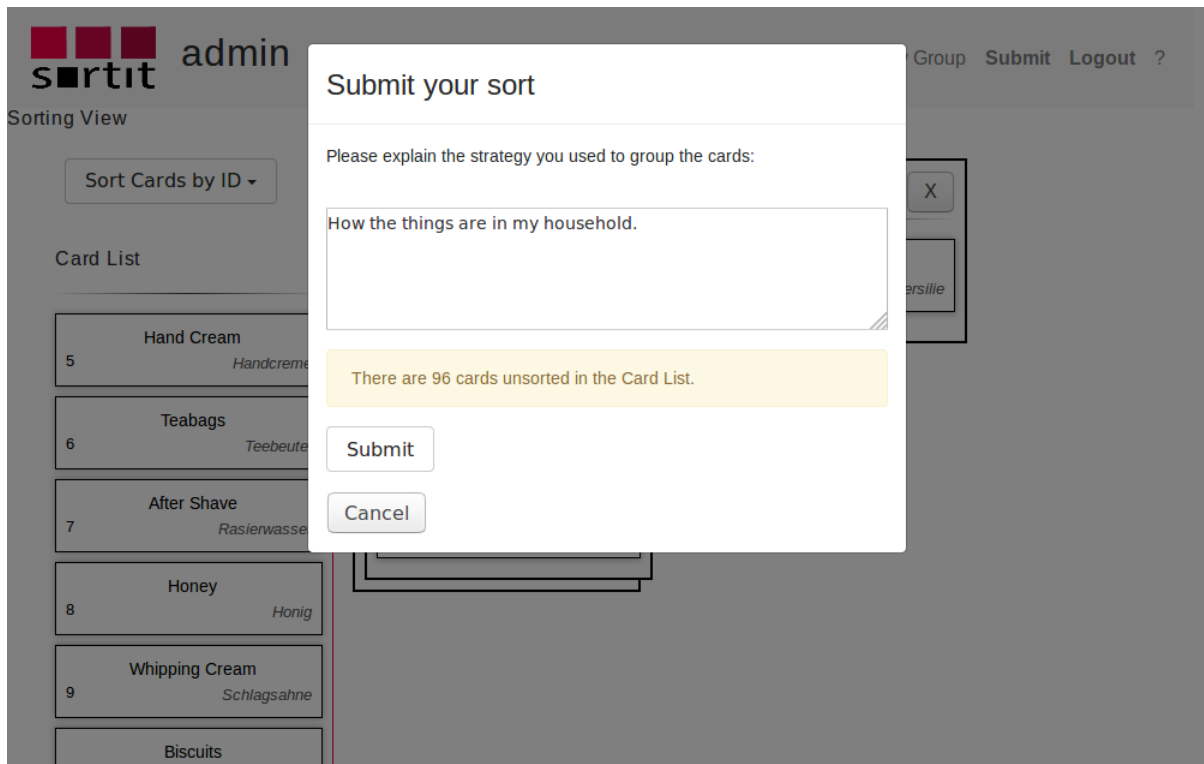 sortit
admin
Group Submit Logout ?
Sorting View
Sort Cards by ID
Card List
5
Hand Cream
Handcreme
6
Teabags
7
After Shave
8
Honey
Honig
9
Whipping Cream
Schlagsahne
Biscuits
X
Submit your sort
Please explain the strategy you used to group the cards:
How the things are in my household.
There are 96 cards unsorted in the Card List.
Submit
Cancel